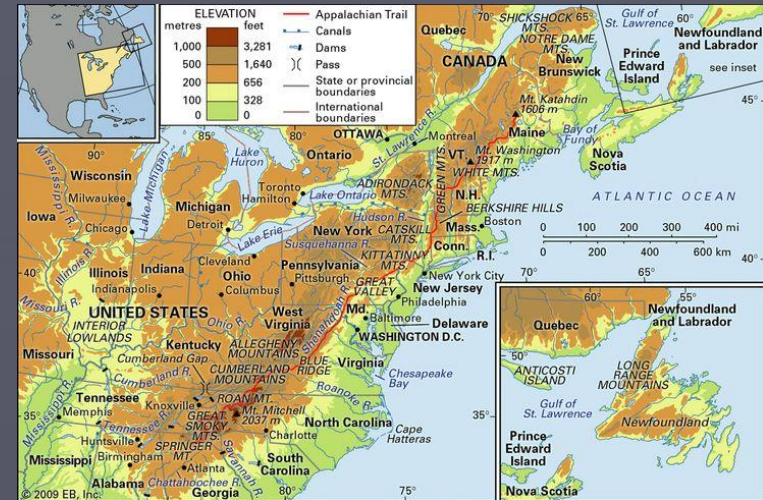 ELEVATION
metres feet
1,000 3,281
500 1,640
200 656
100 328
0 0
Appalachian Trail
Canals
Dams
Pass
State or provincial
boundaries
International
boundaries
70°
65°
60°
SHICKSHOCK
MTS.
NOTRE DAME
MTS.
Gulf of
St. Lawrence
Newfoundland
and Labrador
see inset
Quebec
CANADA
New
Brunswick
Prince
Edward
Island
45°
Mt. Katahdin
1606 m
Maine
Bay of
Fundy
Nova
Scotia
90°
85°
80°
OTTAWA
Montreal
St. Lawrence R.
Lake
Huron
Ontario
VT.
Mt. Washington
1917 m
WHITE MTS.
GREEN MTS.
Mississippi R.
Wisconsin
Milwaukee
Lake Michigan
Michigan
Toronto
Hamilton
Lake Ontario
ADIRONDACK
MTS.
N.H.
ATLANTIC OCEAN
Iowa
Chicago
Detroit
Lake Erie
Hudson R.
BERKSHIRE HILLS
Mass.
Boston
New York
CATSKILL
MTS.
Susquehanna R.
Conn.
R.I.
0 100 200 300 400 mi
0 200 400 600 km
40°
Illinois R.
Illinois
Indiana
Cleveland
Ohio
Pennsylvania
Pittsburgh
KITTATINNY
MTS.
New York City
70°
65°
Indianapolis
Columbus
GREAT
VALLEY
New Jersey
Philadelphia
40°
Missouri R.
UNITED STATES
Ohio R.
West
Virginia
Shenandoah
Md.
Baltimore
Delaware
WASHINGTON D.C.
INTERIOR
LOWLANDS
Missouri
Kentucky
ALLEGHENY
MOUNTAINS
Cumberland Gap
CUMBERLAND
MOUNTAINS
BLUE
RIDGE
Virginia
Chesapeake
Bay
Cumberland R.
Tennessee
Knoxville
ROAN MT.
Roanoke R.
35°
Mississippi R.
Memphis
Tennessee R.
GREAT
SMOKY
MTS.
Mt. Mitchell
2037 m
North Carolina
35°
Cape
Hatteras
Huntsville
SPRINGER
MT.
Charlotte
Mississippi
Birmingham
Atlanta
Savannah R.
South
Carolina
Alabama
Chattahoochee R.
Georgia
80°
75°
© 2009 EB, Inc.
60°
55°
Quebec
Newfoundland
and Labrador
50°
ANTICOSTI
ISLAND
LONG
RANGE
MOUNTAINS
Gulf of
St. Lawrence
Newfoundland
Prince
Edward
Island
Nova Scotia